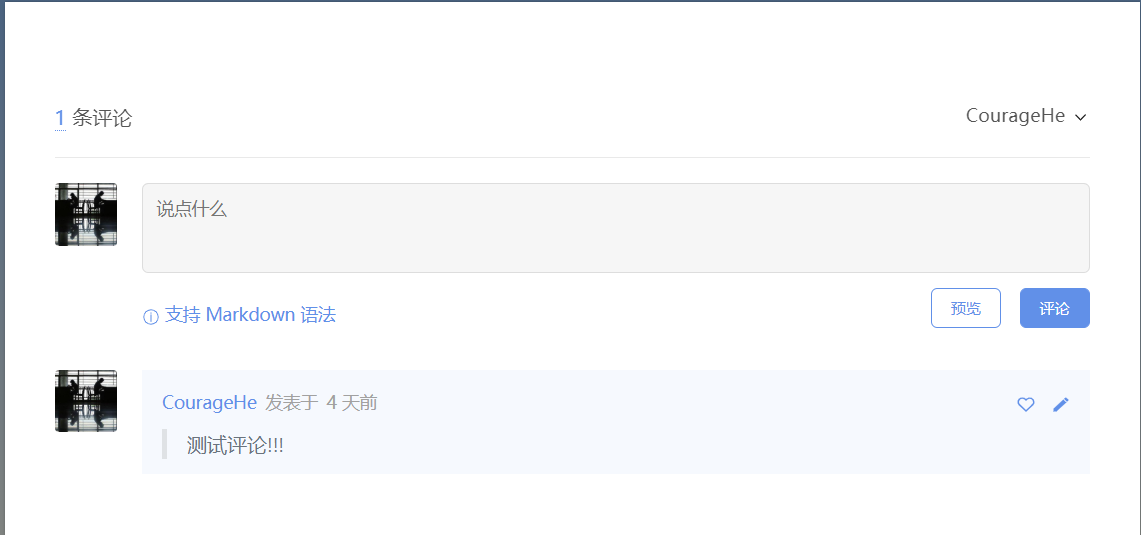 1 条评论
CourageHe
说点什么
支持 Markdown 语法
预览
评论
CourageHe 发表于 4 天前
测试评论!!!